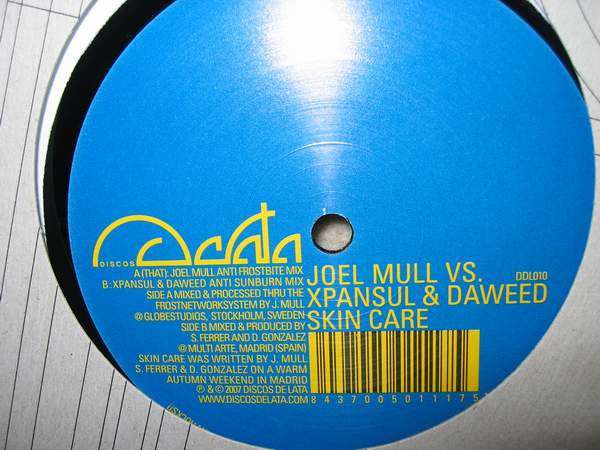 DISCOS
DeLata
A (THAT): JOEL MULL ANTI FROSTBITE MIX
B: XPANSUL & DAWEED ANTI SUNBURN MIX
SIDE A MIXED & PROCESSED THRU THE
FROSTNETWORKSYSTEM BY J. MULL
@ GLOBESTUDIOS, STOCKHOLM, SWEDEN
SIDE B MIXED & PRODUCED BY
S. FERRER AND D. GONZALEZ
@ MULTI ARTE, MADRID (SPAIN)
SKIN CARE WAS WRITTEN BY J. MULL
S. FERRER & D. GONZALEZ ON A WARM
AUTUMN WEEKEND IN MADRID
℗ & © 2007 DISCOS DE LATA
WWW.DISCOSDELATA.COM
JOEL MULL VS.
DDL010
XPANSUL & DAWEED
SKIN CARE
8437005011175